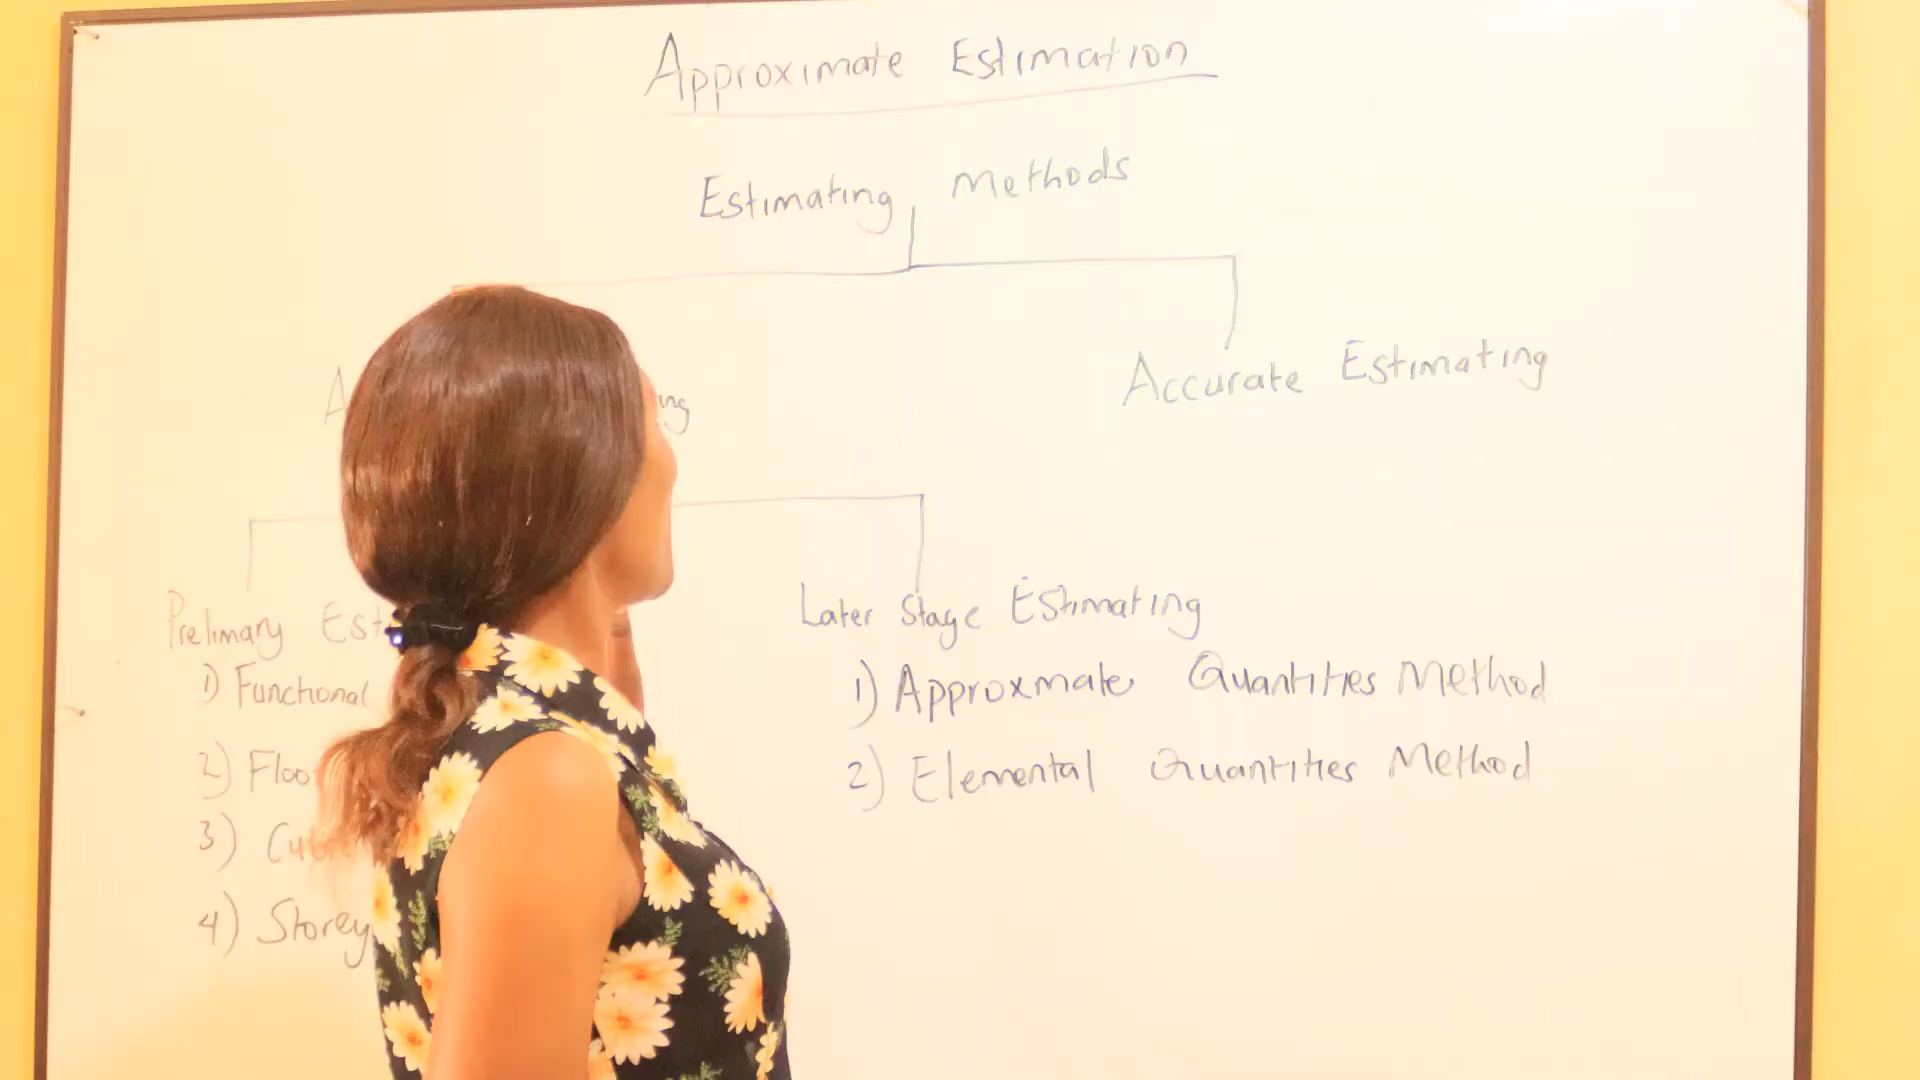 Approximate Estimation
Estimating Methods
Accurate Estimating
Prelimary
1) Functional
2)
3)
4) Storey
Later Stage Estimating
1) Approxmate Quantities Method
2) Elemental Quantities Method